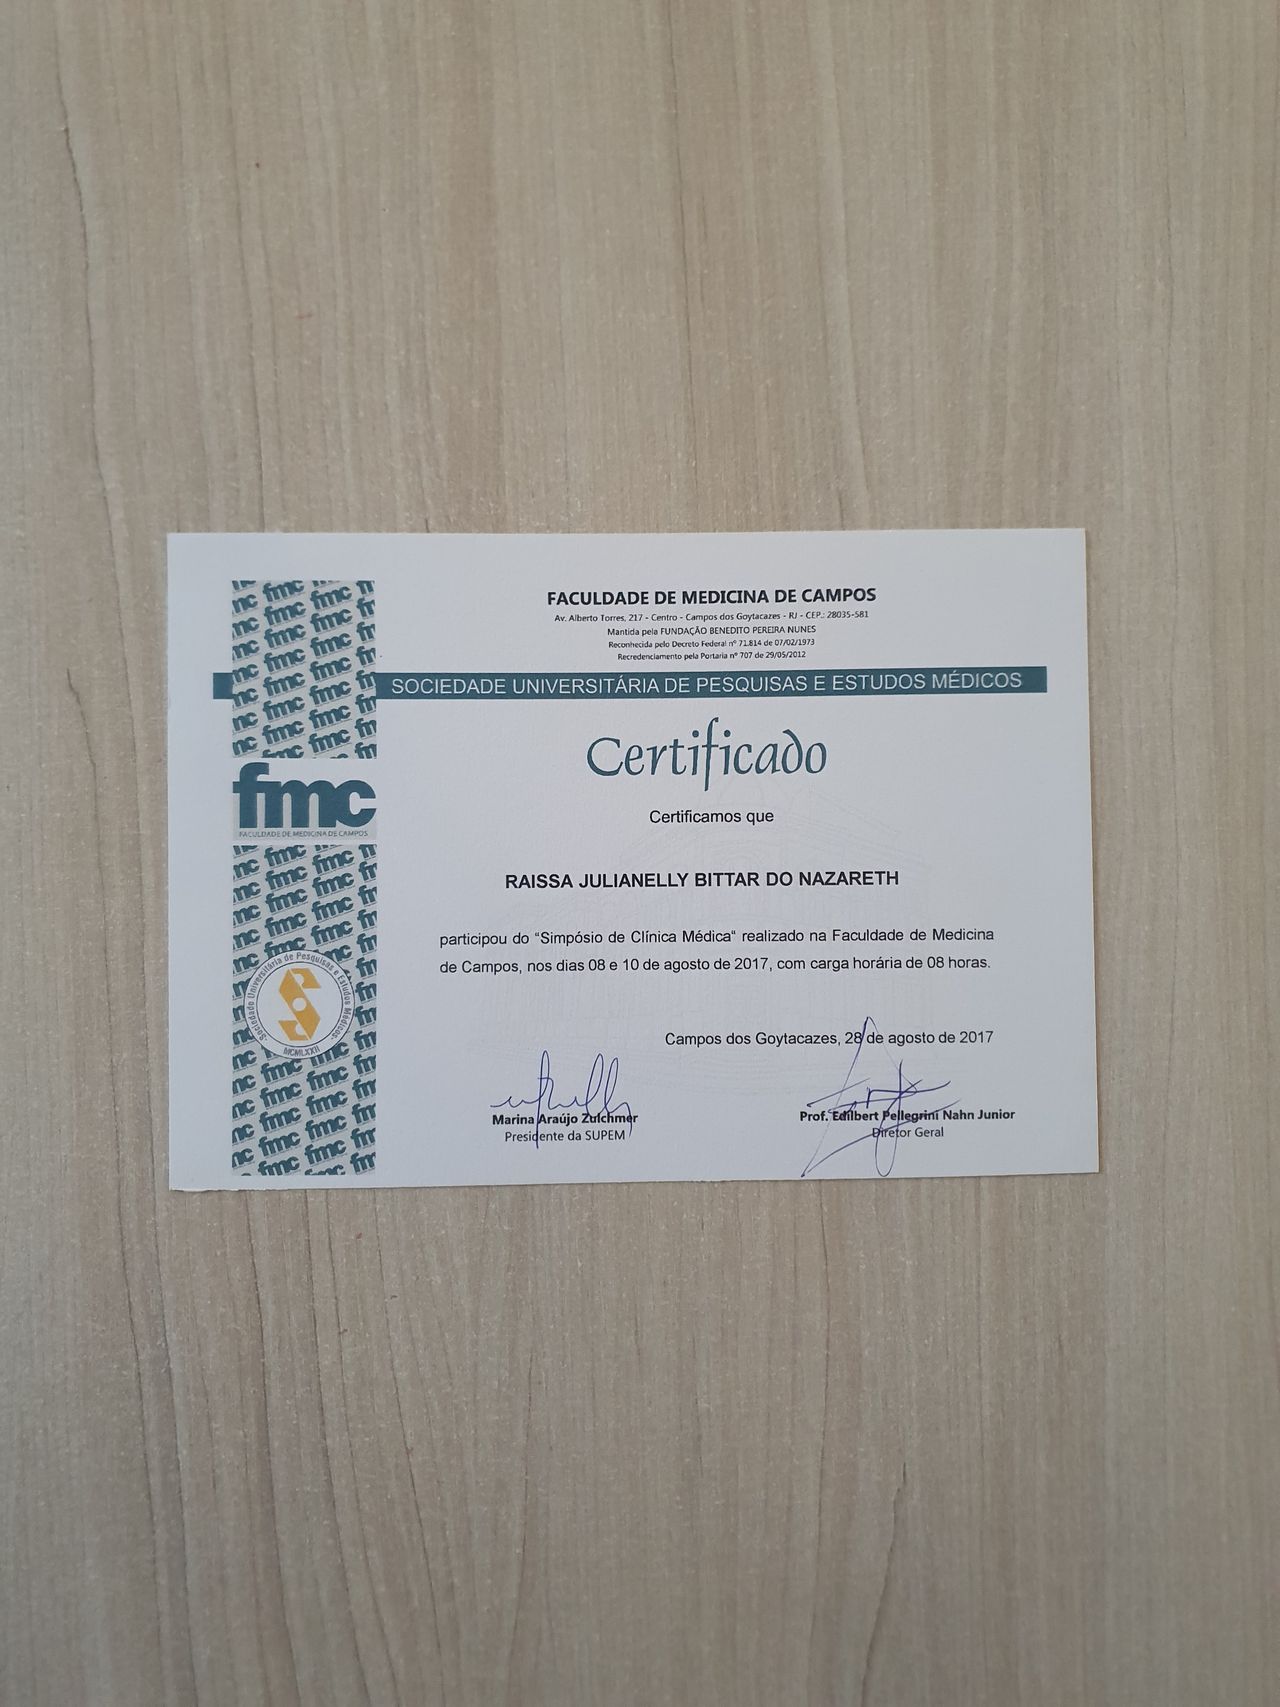 FACULDADE DE MEDICINA DE CAMPOS
Av. Alberto Torres, 217 - Centro - Campos dos Goytacazes - RJ - CEP.: 28035-581
Mantida pela FUNDAÇÃO BENEDITO PEREIRA NUNES
Reconhecida pelo Decreto Federal nº 71.814 de 07/02/1973
Recredenciamento pela Portaria nº 707 de 29/05/2012
SOCIEDADE UNIVERSITÁRIA DE PESQUISAS E ESTUDOS MÉDICOS
Certificado
fmc
FACULDADE DE MEDICINA DE CAMPOS
Certificamos que
RAISSA JULIANELLY BITTAR DO NAZARETH
participou do “Simpósio de Clínica Médica“ realizado na Faculdade de Medicina
de Campos, nos dias 08 e 10 de agosto de 2017, com carga horária de 08 horas.
Sociedade Universitária de Pesquisas e Estudos Médicos
MCMLXXII
Campos dos Goytacazes, 28 de agosto de 2017
Marina Araújo Zulchmer
Presidente da SUPEM
Prof. Edilbert Pellegrini Nahn Junior
Diretor Geral